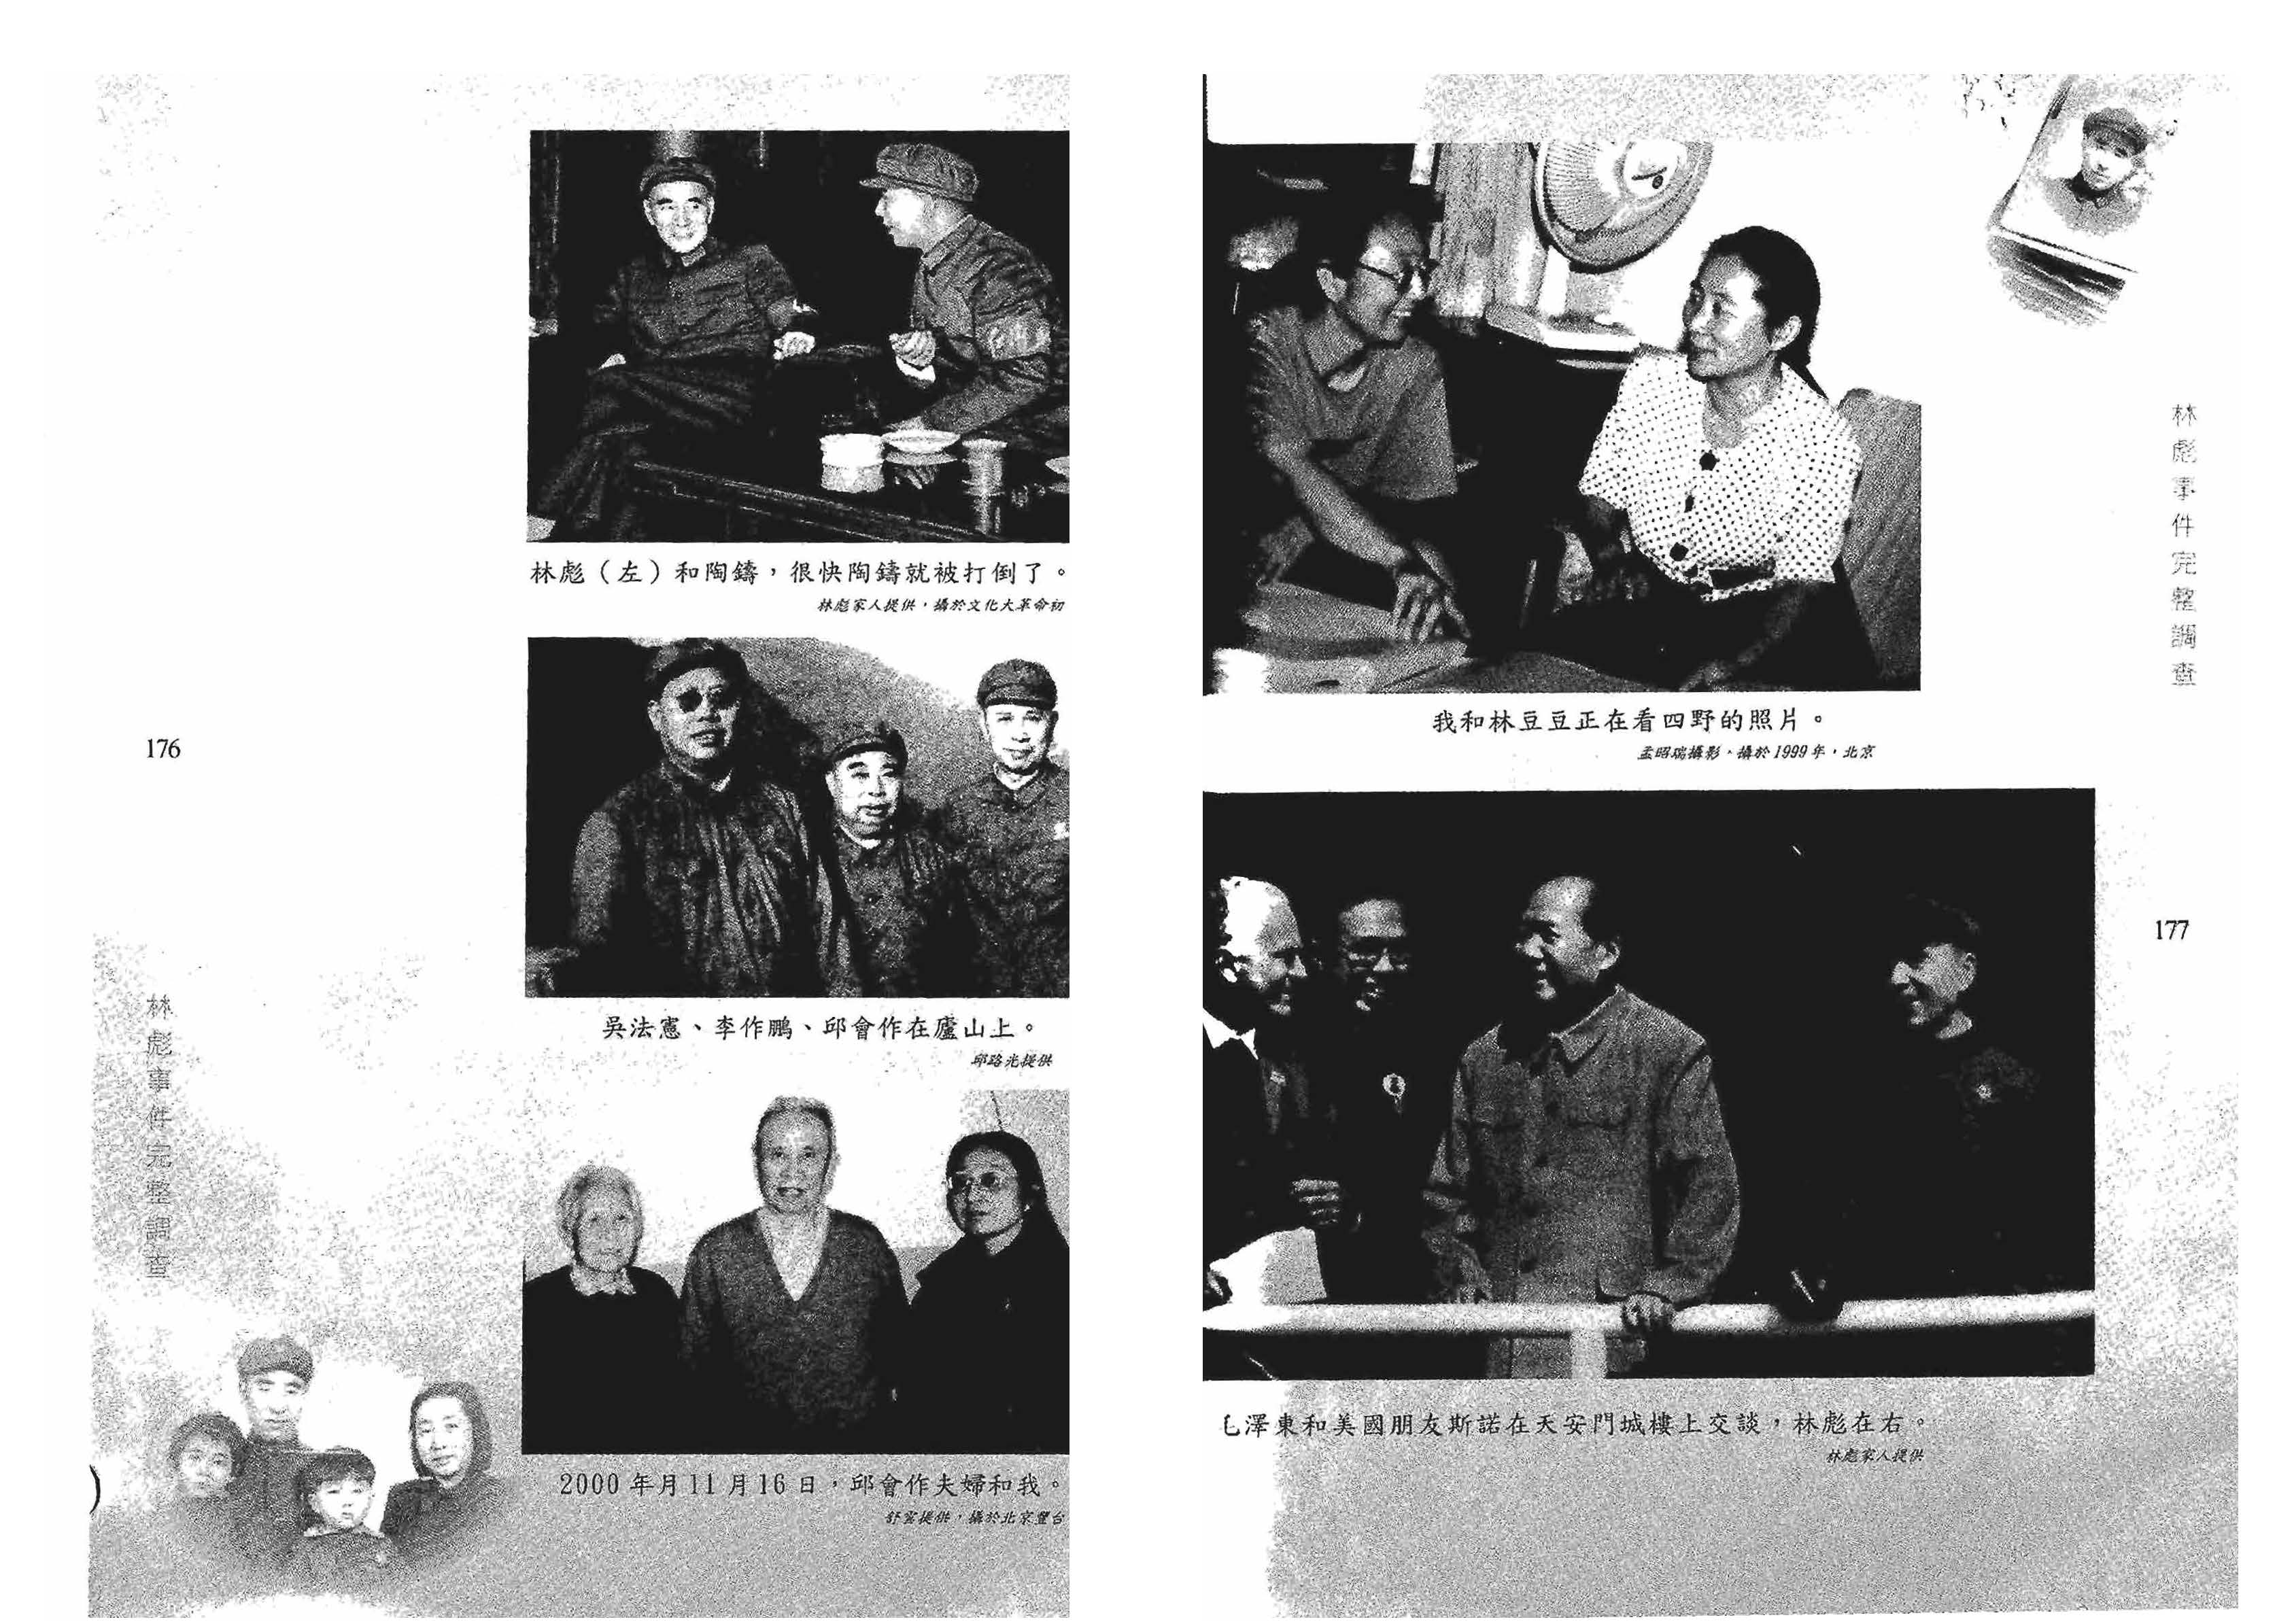 林彪（左）和陶鑄，很快陶鑄就被打倒了。
林彪家人提供，攝於文化大革命初
吳法憲、李作鵬、邱會作在廬山上。
邱路光提供
2000年月11月16日，邱會作夫婦和我。
舒雲提供，攝於北京豐台
176
林彪事件完整調查
我和林豆豆正在看四野的照片。
孟昭瑞攝影，攝於1999年，北京
毛澤東和美國朋友斯諾在天安門城樓上交談，林彪在右。
林彪家人提供
林彪事件完整調查
177